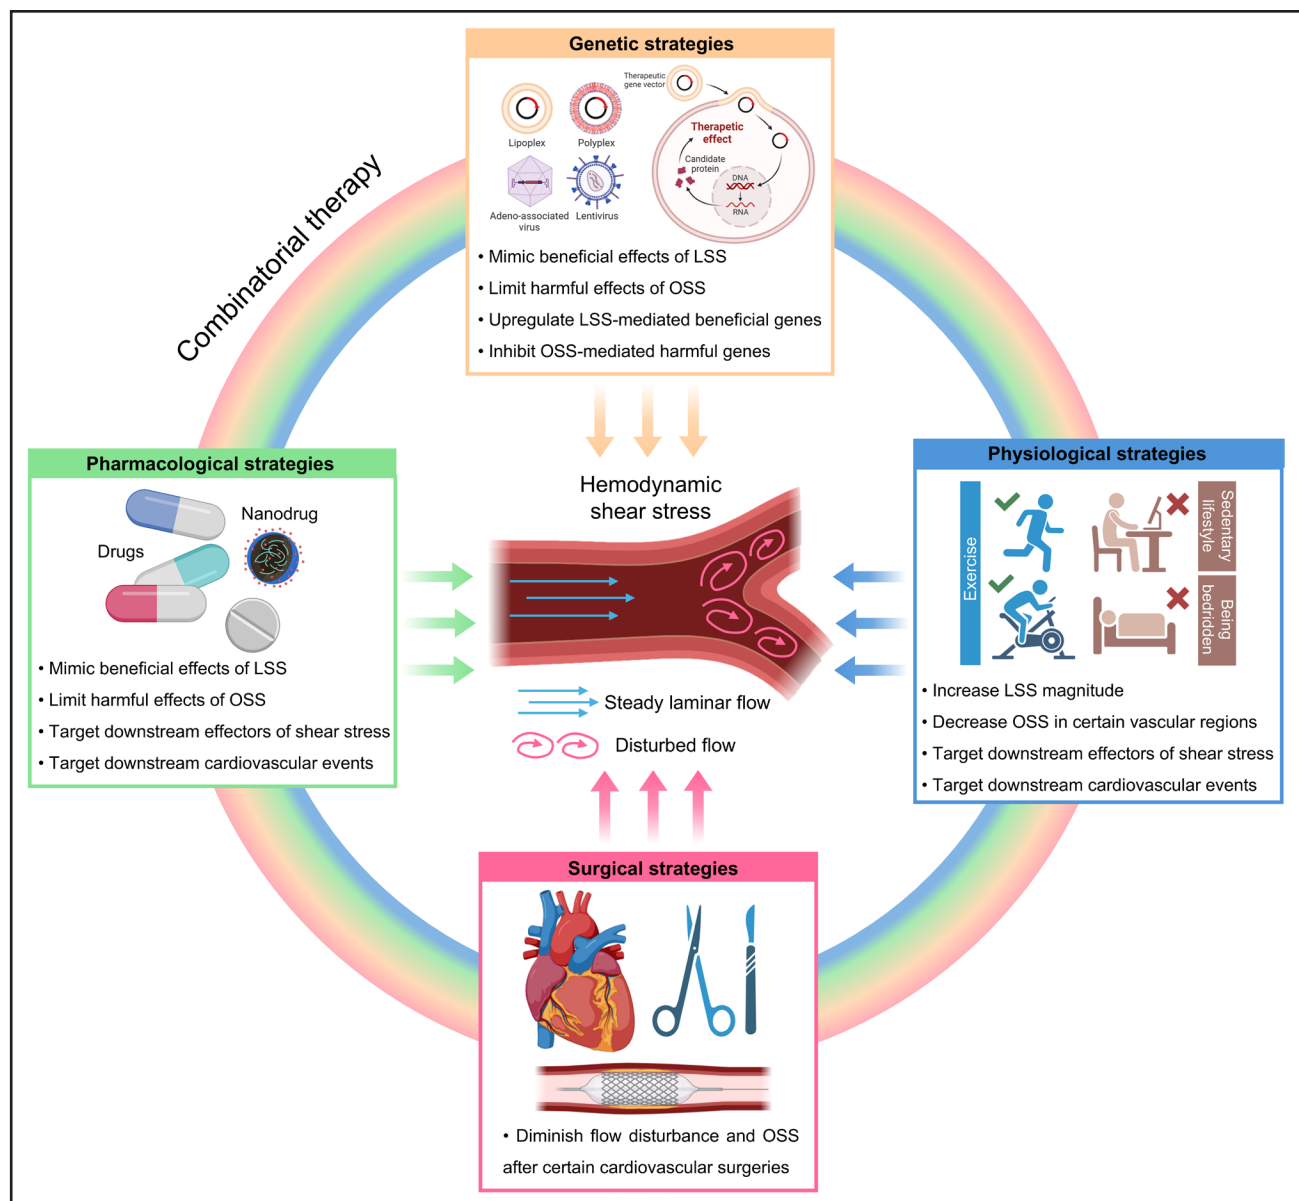 Genetic strategies
Therapeutic
gene vector
Lipoplex
Polyplex
Therapetic
effect
Candidate
protein
DNA
RNA
Adeno-associated
virus
Lentivirus
• Mimic beneficial effects of LSS
• Limit harmful effects of OSS
• Upregulate LSS-mediated beneficial genes
• Inhibit OSS-mediated harmful genes
Combinatorial therapy
Pharmacological strategies
Nanodrug
Drugs
• Mimic beneficial effects of LSS
• Limit harmful effects of OSS
• Target downstream effectors of shear stress
• Target downstream cardiovascular events
Hemodynamic
shear stress
Steady laminar flow
Disturbed flow
Physiological strategies
Exercise
Sedentary
lifestyle
Being
bedridden
• Increase LSS magnitude
• Decrease OSS in certain vascular regions
• Target downstream effectors of shear stress
• Target downstream cardiovascular events
Surgical strategies
• Diminish flow disturbance and OSS
after certain cardiovascular surgeries